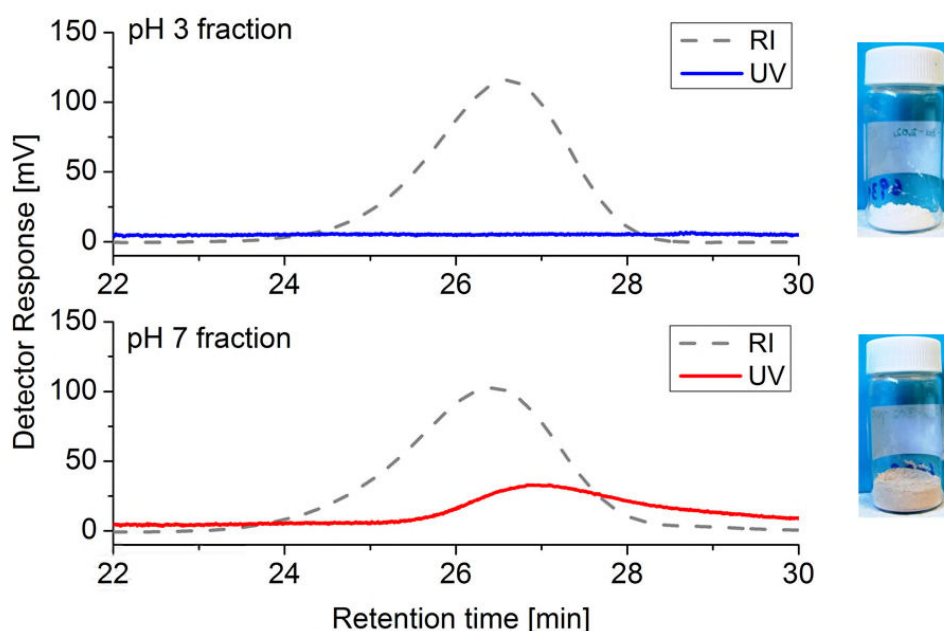 pH 3 fraction
RI
UV
150
100
50
0
22
24
26
28
30
pH 7 fraction
RI
UV
150
100
50
0
22
24
26
28
30
Detector Response [mV]
Retention time [min]